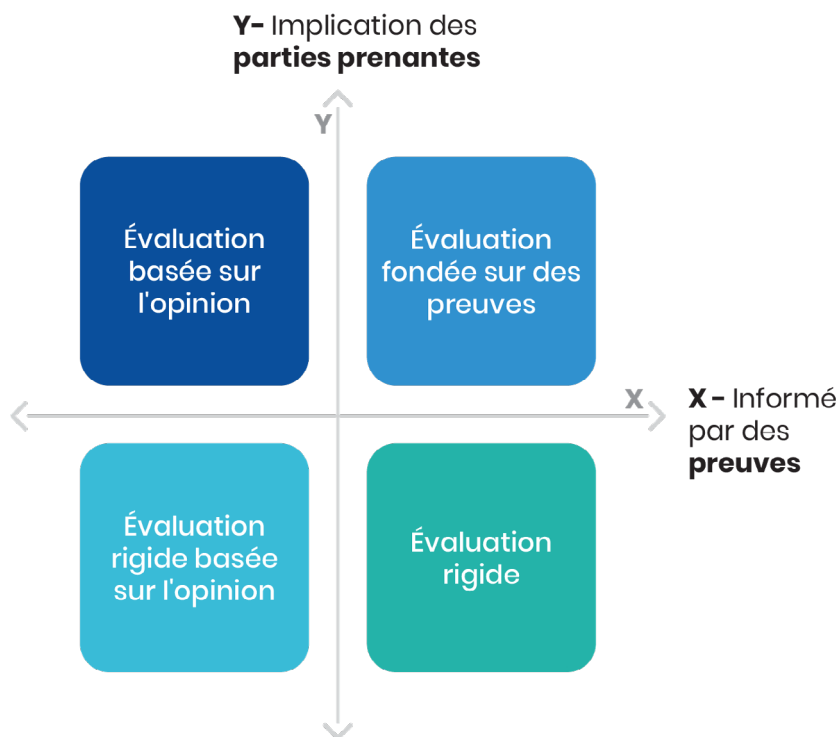 Y- Implication des
parties prenantes
Y
Évaluation
basée sur
l'opinion
Évaluation
fondée sur des
preuves
X
X - Informé
par des
preuves
Évaluation
rigide basée
sur l'opinion
Évaluation
rigide